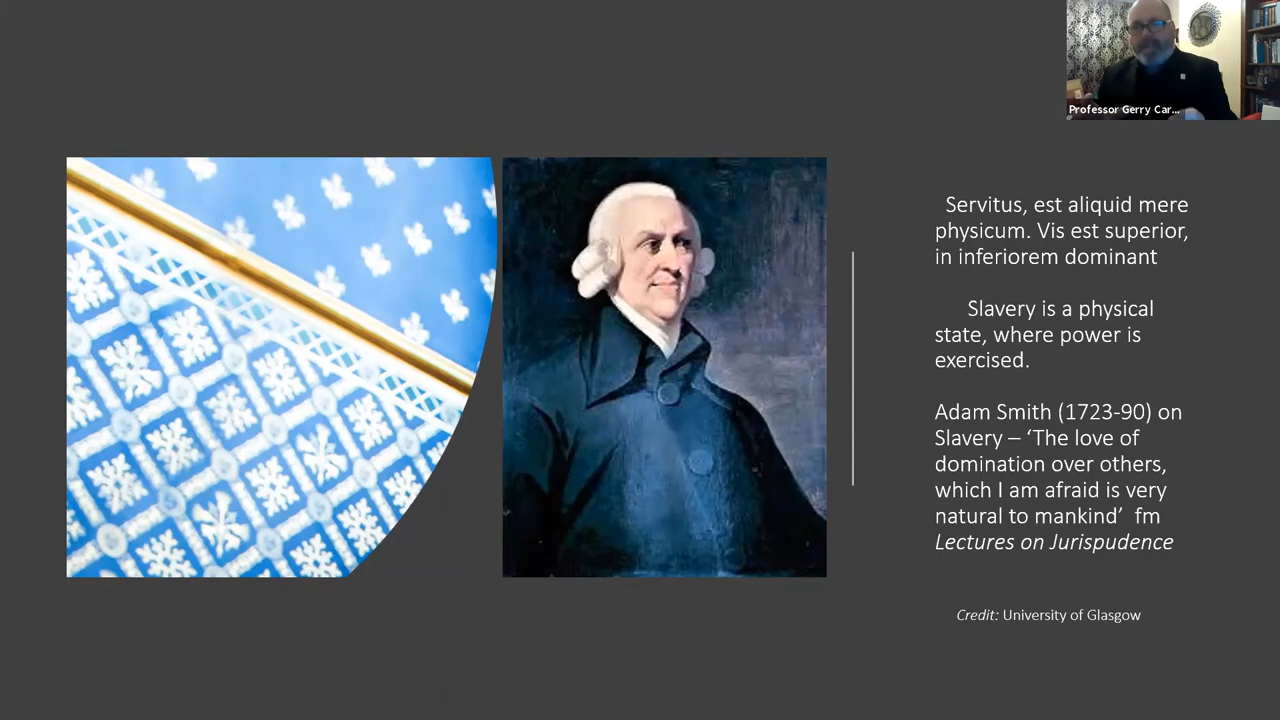 Professor Gerry Car...
Servitus, est aliquid mere
physicum. Vis est superior,
in inferiorem dominant
Slavery is a physical
state, where power is
exercised.
Adam Smith (1723-90) on
Slavery – ‘The love of
domination over others,
which I am afraid is very
natural to mankind’ fm
Lectures on Jurispudence
Credit: University of Glasgow